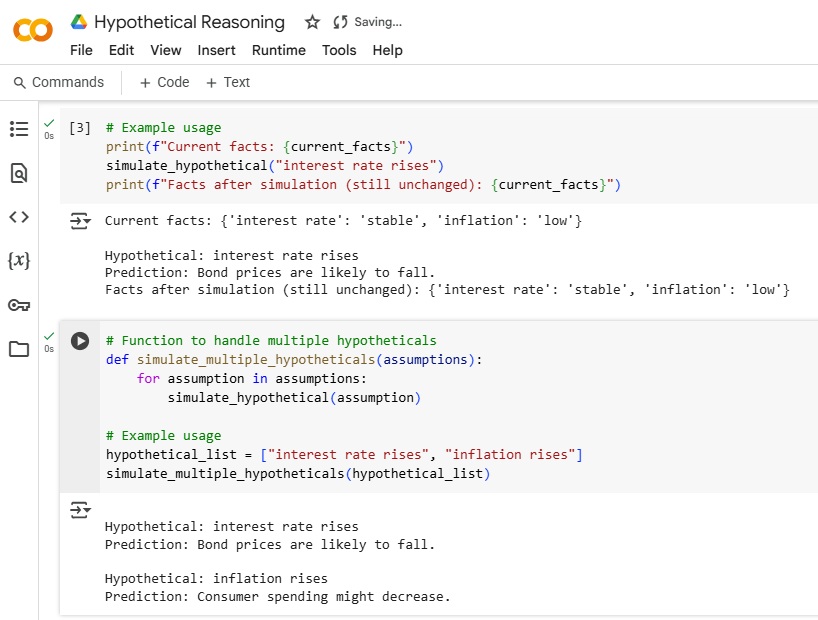 Hypothetical Reasoning Saving...
File Edit View Insert Runtime Tools Help
Commands + Code + Text
[3] # Example usage
0s print(f"Current facts: {current_facts}")
simulate_hypothetical("interest rate rises")
print(f"Facts after simulation (still unchanged): {current_facts}")
Current facts: {'interest rate': 'stable', 'inflation': 'low'}
Hypothetical: interest rate rises
Prediction: Bond prices are likely to fall.
Facts after simulation (still unchanged): {'interest rate': 'stable', 'inflation': 'low'}
# Function to handle multiple hypotheticals
0s def simulate_multiple_hypotheticals(assumptions):
    for assumption in assumptions:
        simulate_hypothetical(assumption)
# Example usage
hypothetical_list = ["interest rate rises", "inflation rises"]
simulate_multiple_hypotheticals(hypothetical_list)
Hypothetical: interest rate rises
Prediction: Bond prices are likely to fall.
Hypothetical: inflation rises
Prediction: Consumer spending might decrease.